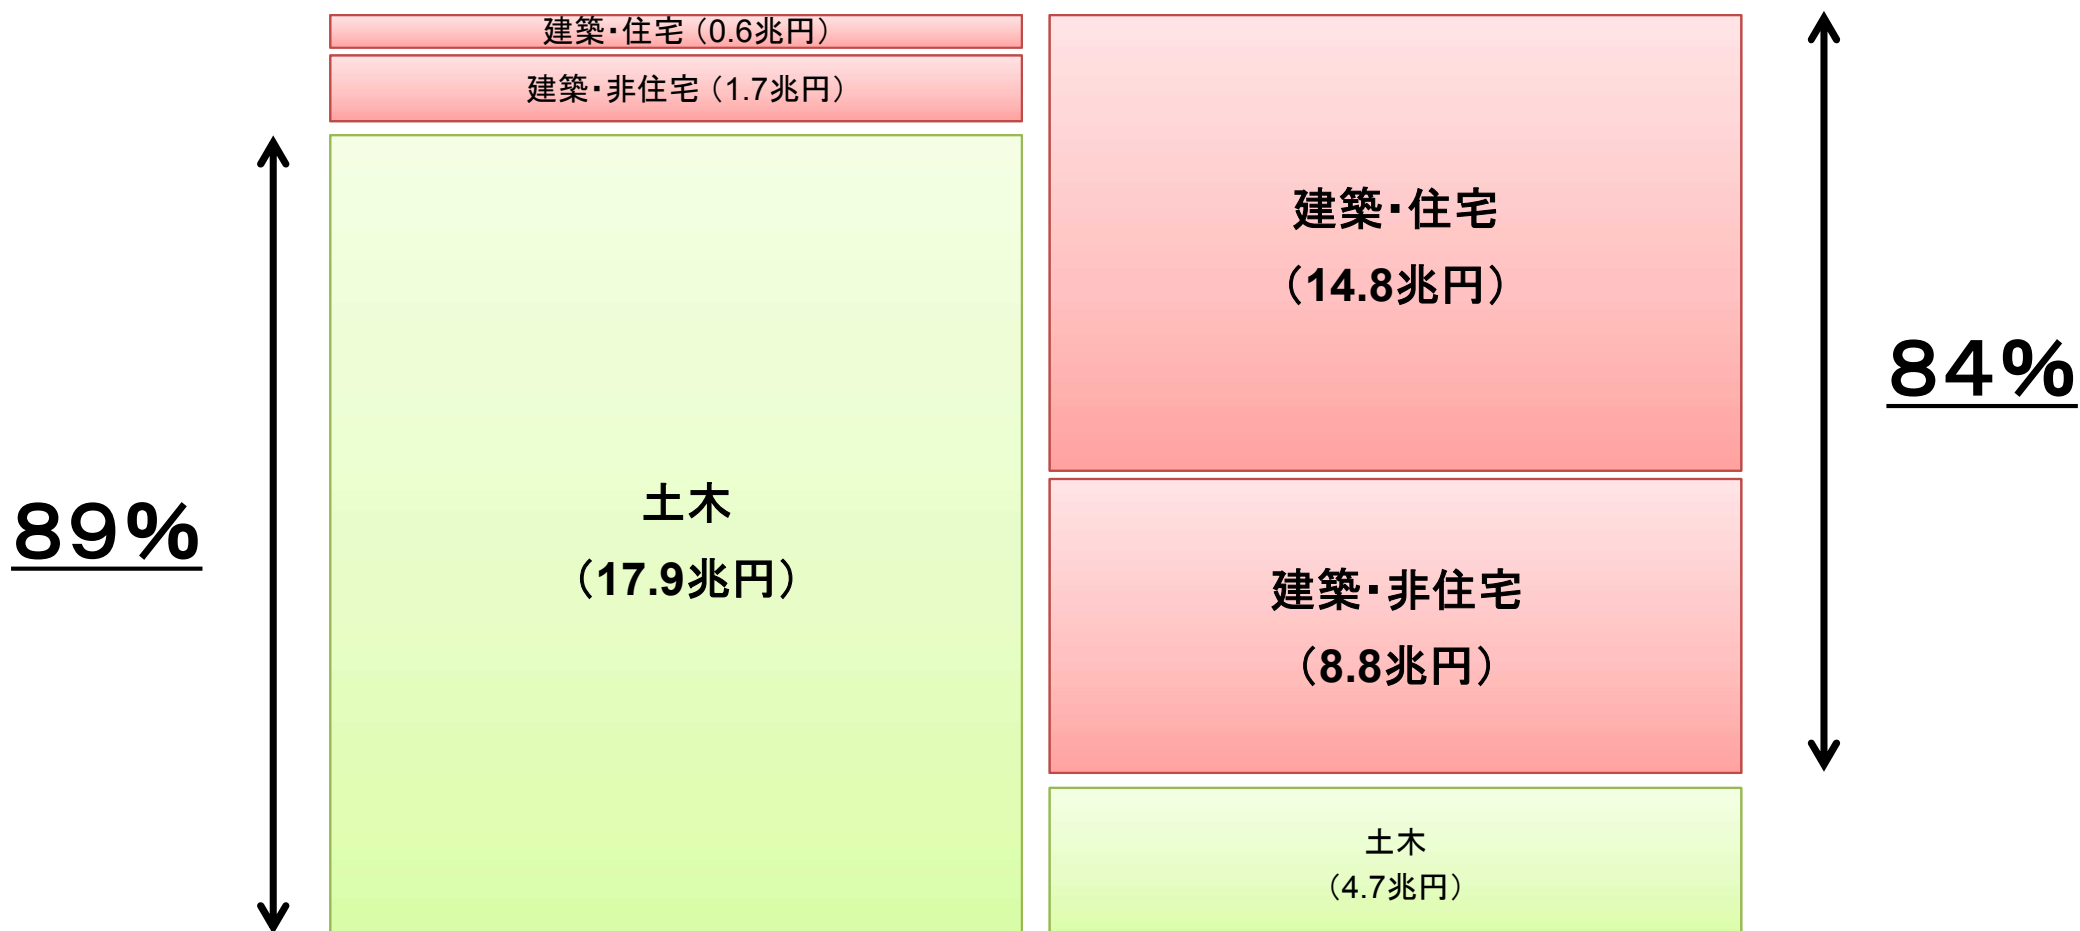 建築・住宅（0.6兆円）
建築・非住宅（1.7兆円）
土木
（17.9兆円）
89%
建築・住宅
（14.8兆円）
建築・非住宅
（8.8兆円）
土木
（4.7兆円）
84%